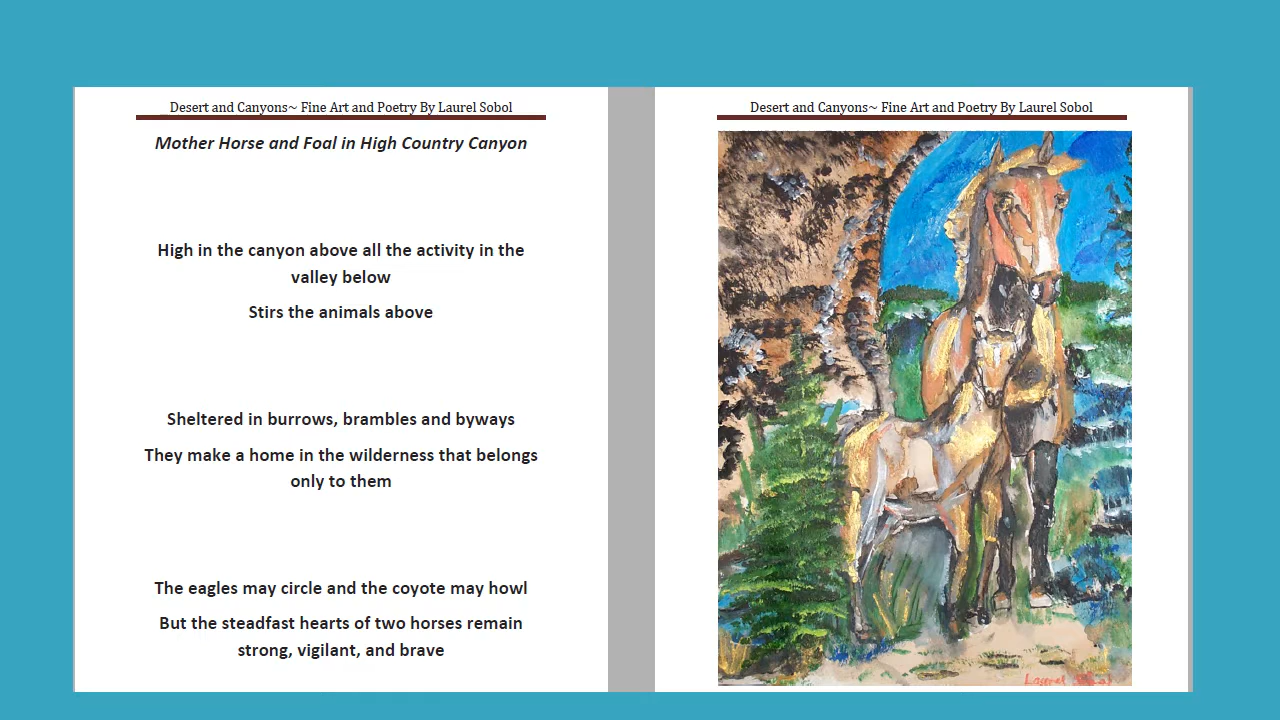 Desert and Canyons~ Fine Art and Poetry By Laurel Sobol
Mother Horse and Foal in High Country Canyon
High in the canyon above all the activity in the
valley below
Stirs the animals above
Sheltered in burrows, brambles and byways
They make a home in the wilderness that belongs
only to them
The eagles may circle and the coyote may howl
But the steadfast hearts of two horses remain
strong, vigilant, and brave
Desert and Canyons~ Fine Art and Poetry By Laurel Sobol
Laurel